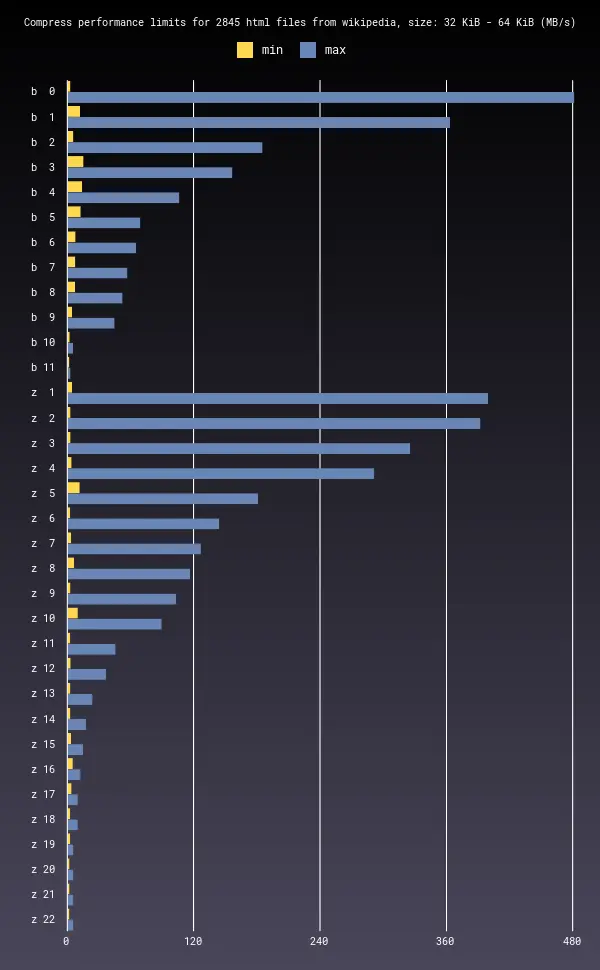 Compress performance limits for 2845 html files from wikipedia, size: 32 KiB - 64 KiB (MB/s)
min max
b 0
b 1
b 2
b 3
b 4
b 5
b 6
b 7
b 8
b 9
b 10
b 11
z 1
z 2
z 3
z 4
z 5
z 6
z 7
z 8
z 9
z 10
z 11
z 12
z 13
z 14
z 15
z 16
z 17
z 18
z 19
z 20
z 21
z 22
0 120 240 360 480